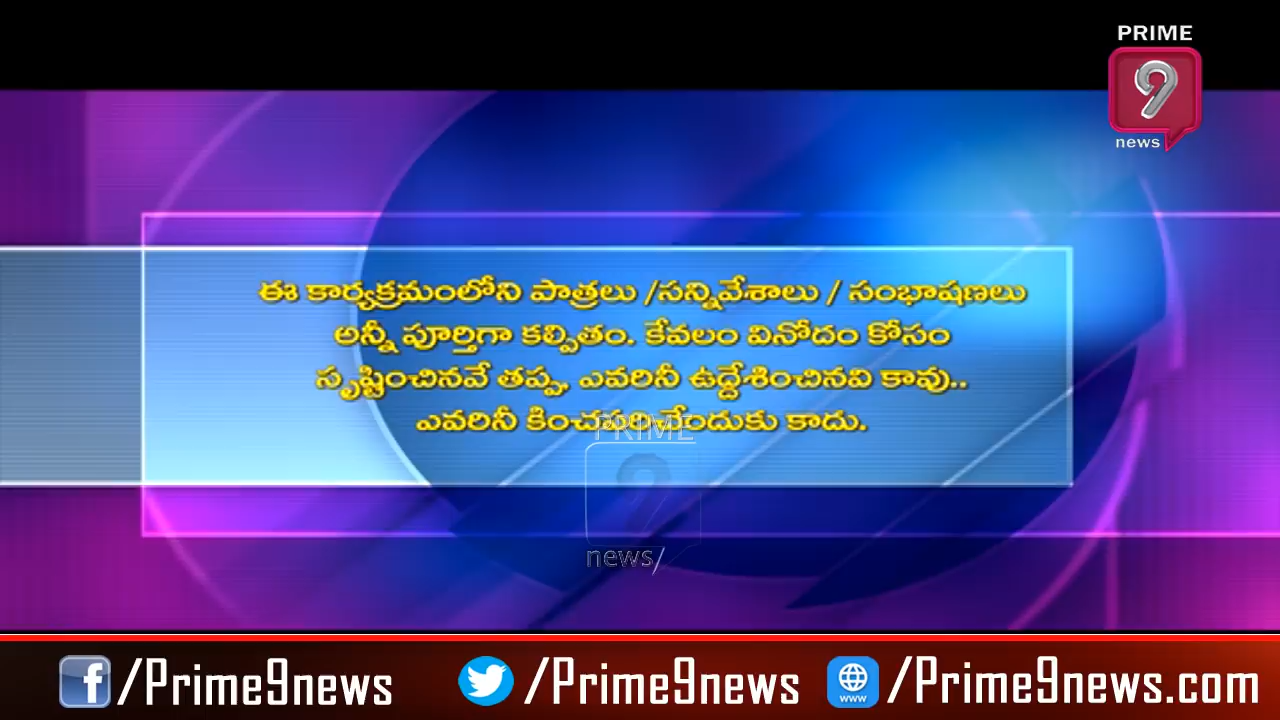 PRIME
9
news
ఈ కార్యక్రమంలోని పాత్రలు /సన్నివేశాలు / సంభాషణలు
అన్నీ పూర్తిగా కల్పితం. కేవలం వినోదం కోసం
సృష్టించినవే తప్ప, ఎవరినీ ఉద్దేశించినవి కావు..
ఎవరినీ కించపరిచేందుకు కాదు.
PRIME
9
news
/Prime9news /Prime9news /Prime9news.com